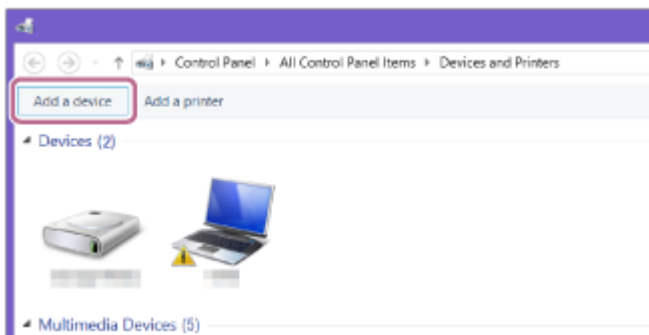 Control Panel ▸ All Control Panel Items ▸ Devices and Printers
Add a device Add a printer
Devices (2)
Multimedia Devices (5)